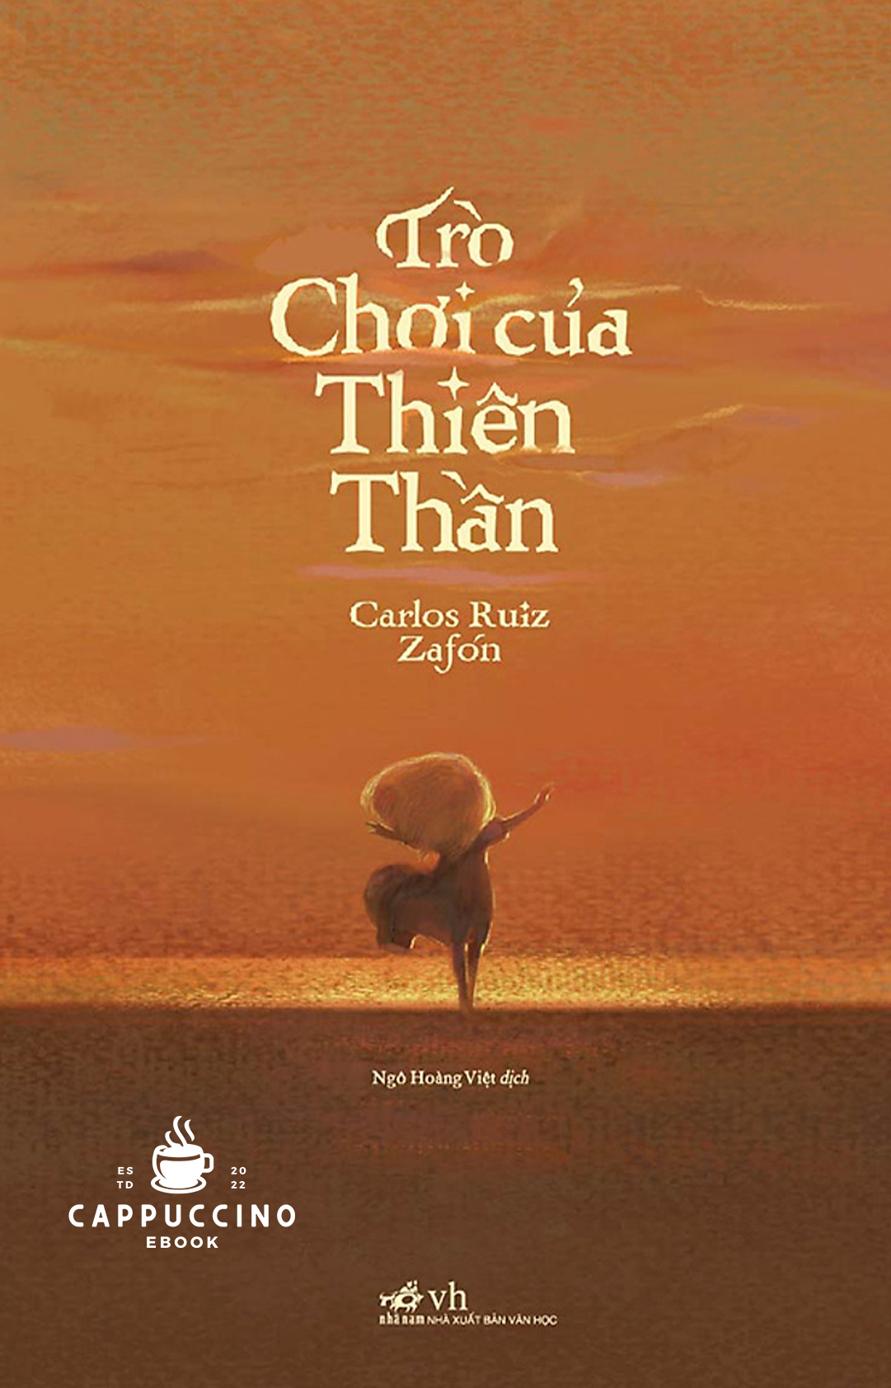 Trò
Chơi của
Thiên
Thần
Carlos Ruiz
Zafón
Ngô Hoàng Việt dịch
ES 20
TD 22
CAPPUCCINO
EBOOK
vh
nhã nam NHÀ XUẤT BẢN VĂN HỌC